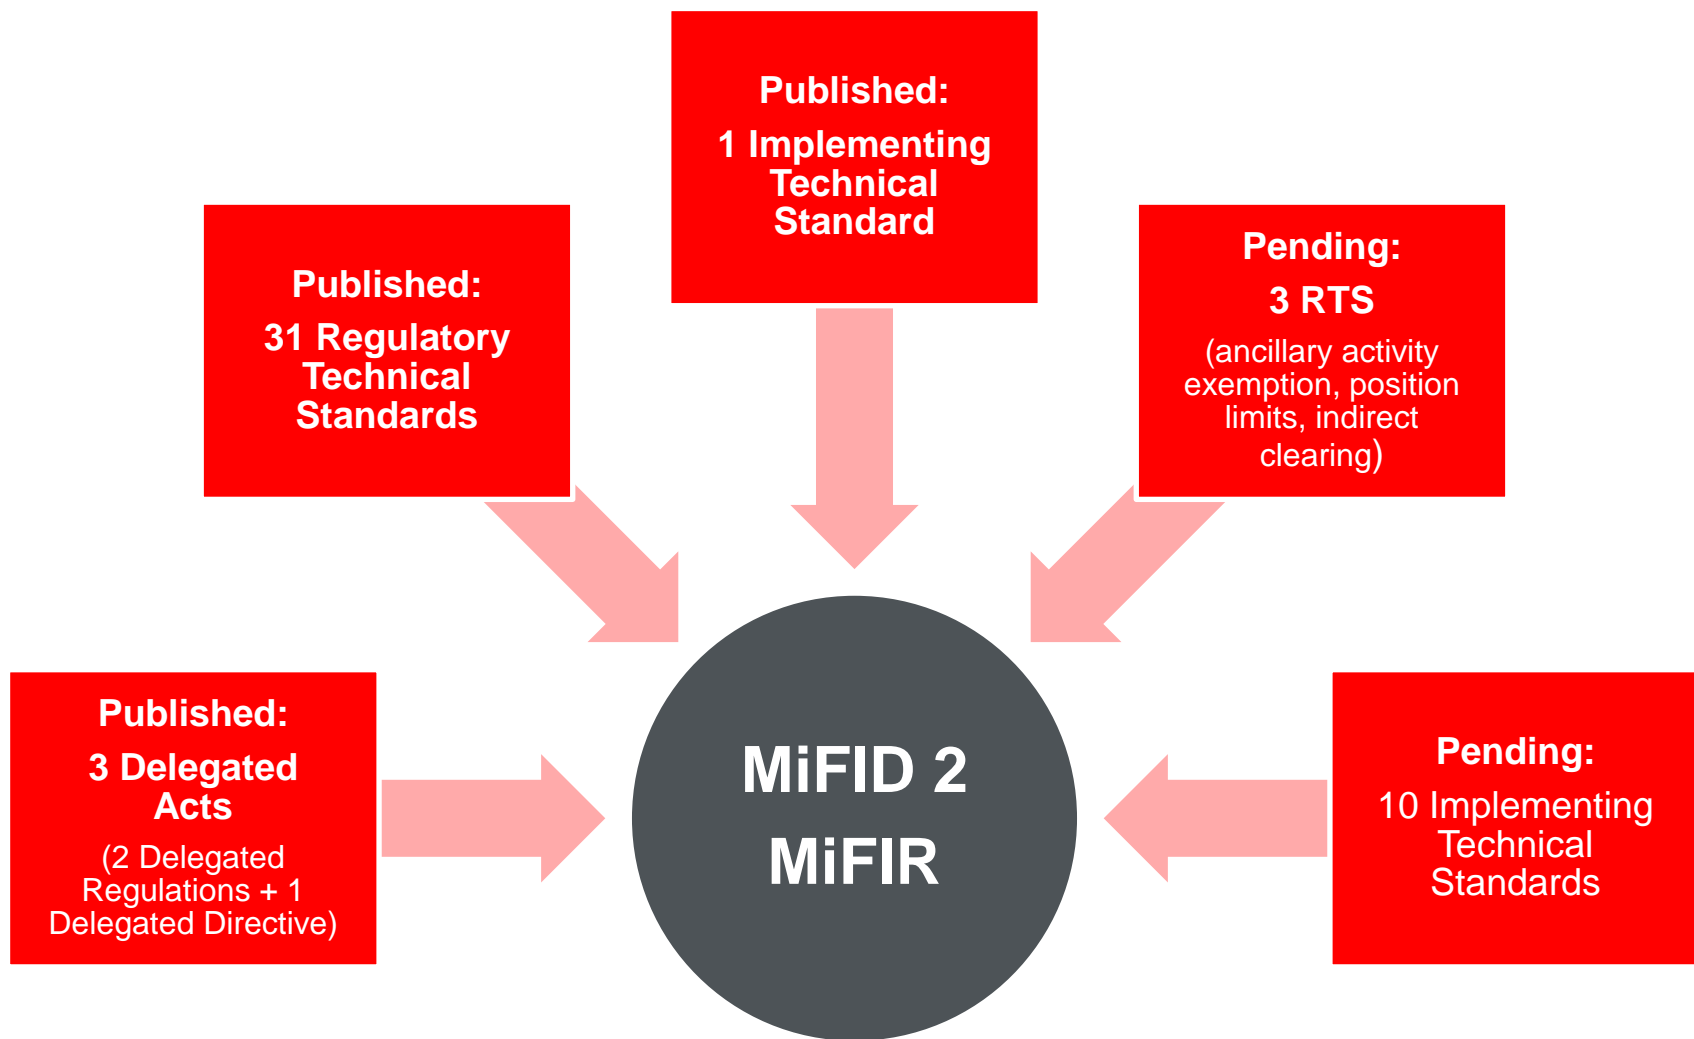 Published:
1 Implementing
Technical
Standard
Published:
31 Regulatory
Technical
Standards
Pending:
3 RTS
(ancillary activity
exemption, position
limits, indirect
clearing)
Published:
3 Delegated
Acts
(2 Delegated
Regulations + 1
Delegated Directive)
MiFID 2
MiFIR
Pending:
10 Implementing
Technical
Standards